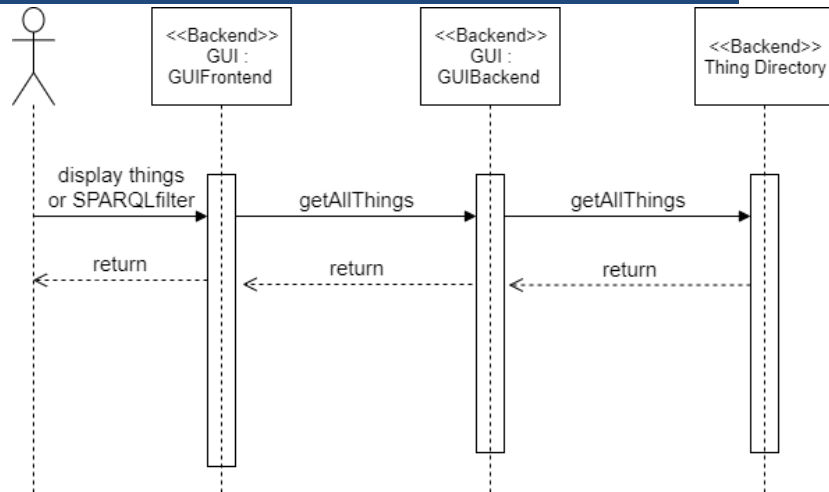 <<Backend>>
GUI :
GUIFrontend
<<Backend>>
GUI :
GUIBackend
<<Backend>>
Thing Directory
display things
or SPARQLfilter
getAllThings
getAllThings
return
return
return